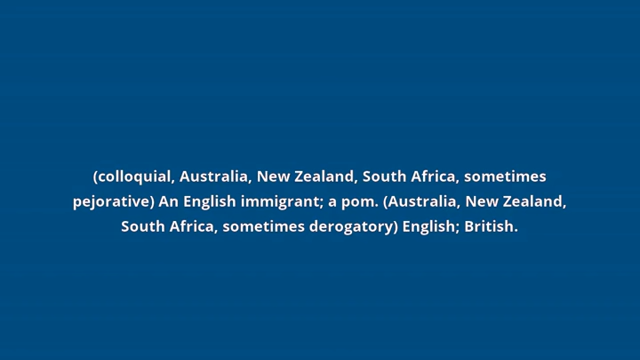 (colloquial, Australia, New Zealand, South Africa, sometimes
pejorative) An English immigrant; a pom. (Australia, New Zealand,
South Africa, sometimes derogatory) English; British.